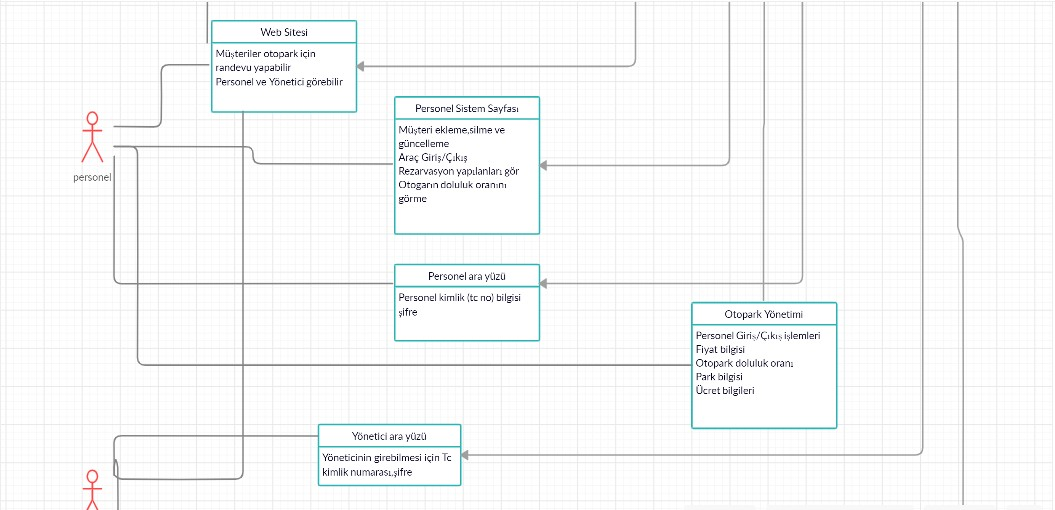 Web Sitesi
Müşteriler otopark için
randevu yapabilir
Personel ve Yönetici görebilir
personel
Personel Sistem Sayfası
Müşteri ekleme,silme ve
güncelleme
Araç Giriş/Çıkış
Rezarvasyon yapılanları gör
Otogarın doluluk oranını
görme
Personel ara yüzü
Personel kimlik (tc no) bilgisi
şifre
Otopark Yönetimi
Personel Giriş/Çıkış işlemleri
Fiyat bilgisi
Otopark doluluk oranı
Park bilgisi
Ücret bilgileri
Yönetici ara yüzü
Yöneticinin girebilmesi için Tc
kimlik numarası,şifre